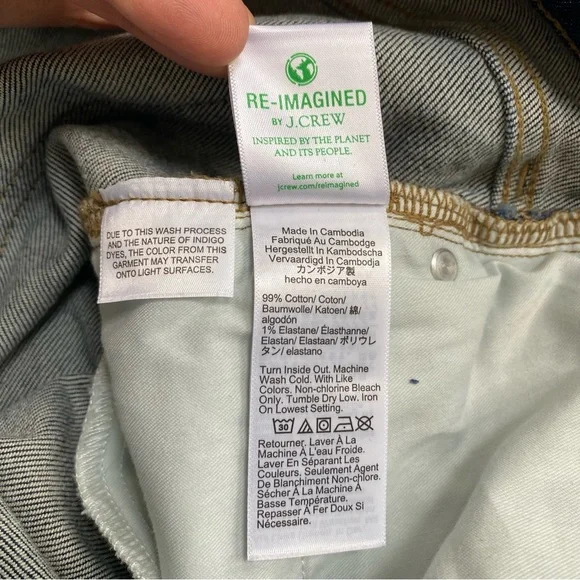 RE-IMAGINED
BY J.CREW
INSPIRED BY THE PLANET
AND ITS PEOPLE.
Learn more at
jcrew.com/reimagined
DUE TO THIS WASH PROCESS
AND THE NATURE OF INDIGO
DYES, THE COLOR FROM THIS
GARMENT MAY TRANSFER
ONTO LIGHT SURFACES.
Made In Cambodia
Fabriqué Au Cambodge
Hergestellt In Kambodscha
Vervaardigd In Cambodja
カンボジア製
hecho en camboya
99% Cotton/ Coton/
Baumwolle/ Katoen/ 綿/
algodón
1% Elastane/ Élasthanne/
Elastan/ Elastaan/ ポリウレ
タン/ elastano
Turn Inside Out. Machine
Wash Cold. With Like
Colors. Non-chlorine Bleach
Only. Tumble Dry Low. Iron
On Lowest Setting.
30
Retourner. Laver À La
Machine À L'eau Froide.
Laver En Séparant Les
Couleurs. Seulement Agent
De Blanchiment Non-chlore.
Sécher À La Machine À
Basse Température.
Repasser À Fer Doux Si
Nécessaire.